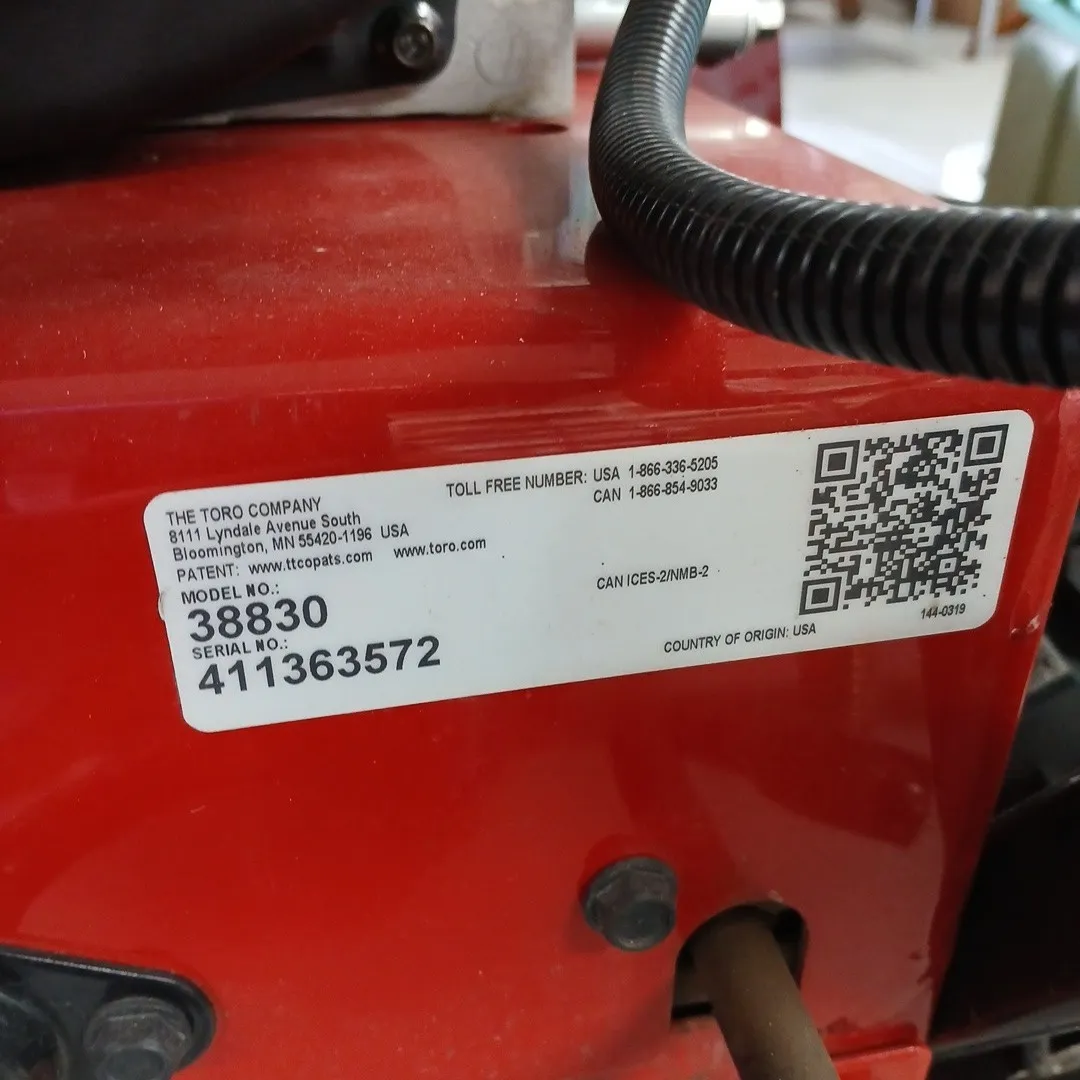 THE TORO COMPANY
8111 Lyndale Avenue South
Bloomington, MN 55420-1196 USA
PATENT: www.ttcopats.com www.toro.com
MODEL NO.:
38830
SERIAL NO.:
411363572
TOLL FREE NUMBER: USA 1-866-336-5205
CAN 1-866-854-9033
CAN ICES-2/NMB-2
144-0319
COUNTRY OF ORIGIN: USA